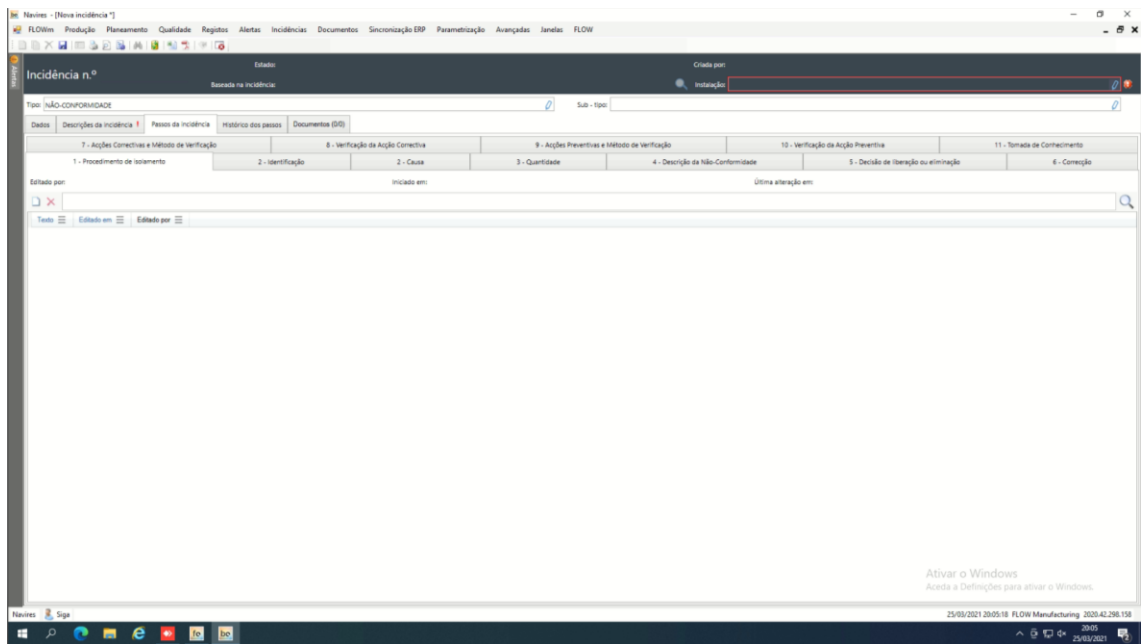 Navires - [Nova incidência *]
FLOWm Produção Planeamento Qualidade Registos Alertas Incidências Documentos Sincronização ERP Parametrização Avançadas Janelas FLOW
Alertas
Incidência n.º
Estado:
Baseada na incidência:
Criada por:
Instalação:
Tipo: NÃO-CONFORMIDADE
Sub - tipo:
Dados Descrições da incidência ! Passos da incidência Histórico dos passos Documentos (0/0)
7 - Acções Correctivas e Método de Verificação 8 - Verificação da Acção Correctiva 9 - Acções Preventivas e Método de Verificação 10 - Verificação da Acção Preventiva 11 - Tomada de Conhecimento
1 - Procedimento de Isolamento 2 - Identificação 2 - Causa 3 - Quantidade 4 - Descrição da Não-Conformidade 5 - Decisão de liberação ou eliminação 6 - Correcção
Editado por: Iniciado em: Última alteração em:
Texto Editado em Editado por
Ativar o Windows
Aceda a Definições para ativar o Windows.
Navires Siga 25/03/2021 20:05:18 FLOW Manufacturing 2020.42.298.158
fo bo
20:05
25/03/2021